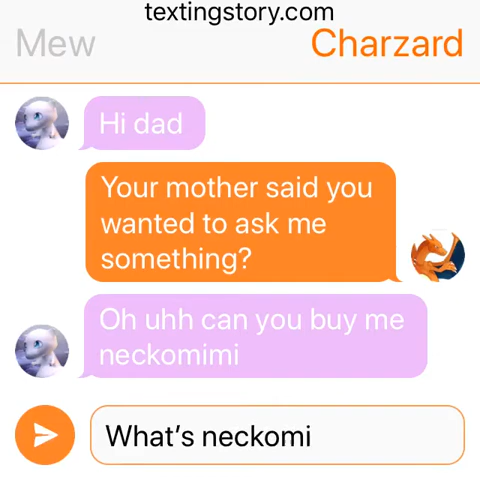 textingstory.com
Mew Charzard
Hi dad
Your mother said you
wanted to ask me
something?
Oh uhh can you buy me
neckomimi
What's neckomi